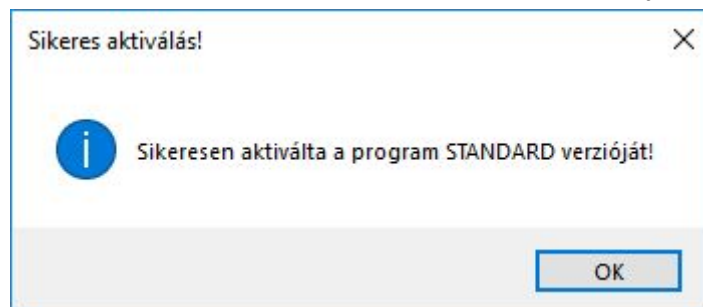 Sikeres aktiválás!
Sikeresen aktiválta a program STANDARD verzióját!
OK